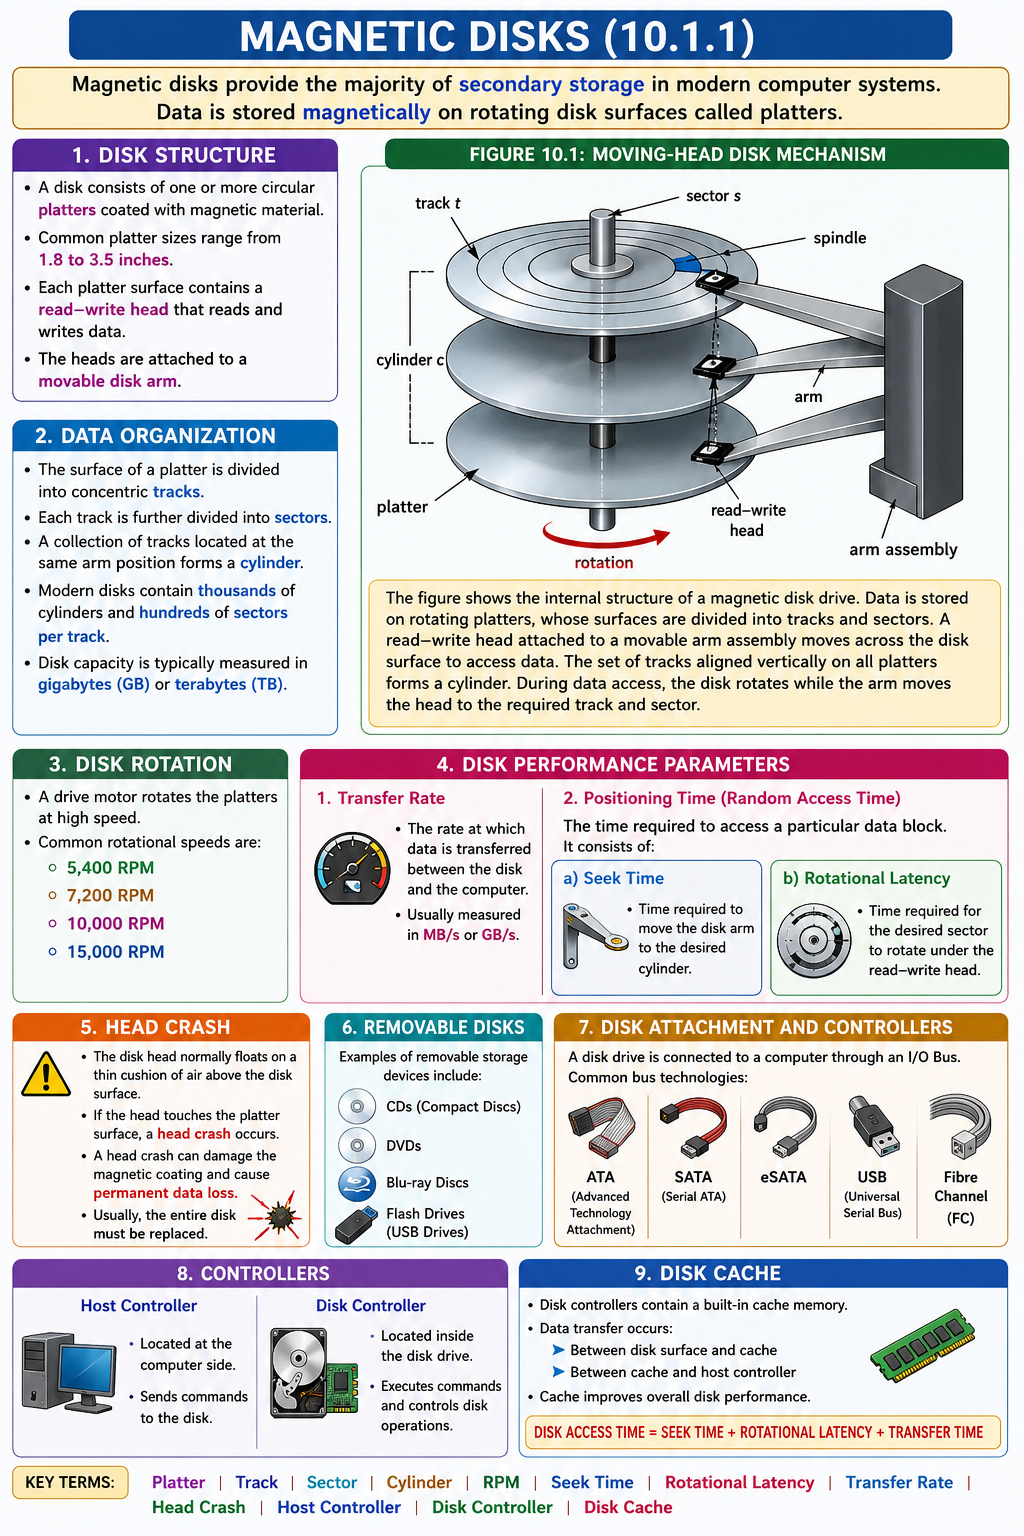 MAGNETIC DISKS (10.1.1)
Magnetic disks provide the majority of secondary storage in modern computer systems.
Data is stored magnetically on rotating disk surfaces called platters.
1. DISK STRUCTURE
• A disk consists of one or more circular
platters coated with magnetic material.
• Common platter sizes range from
1.8 to 3.5 inches.
• Each platter surface contains a
read–write head that reads and
writes data.
• The heads are attached to a
movable disk arm.
2. DATA ORGANIZATION
• The surface of a platter is divided
into concentric tracks.
• Each track is further divided into sectors.
• A collection of tracks located at the
same arm position forms a cylinder.
• Modern disks contain thousands of
cylinders and hundreds of sectors
per track.
• Disk capacity is typically measured in
gigabytes (GB) or terabytes (TB).
FIGURE 10.1: MOVING-HEAD DISK MECHANISM
track t
sector s
spindle
cylinder c
arm
platter
read–write
head
arm assembly
rotation
The figure shows the internal structure of a magnetic disk drive. Data is stored
on rotating platters, whose surfaces are divided into tracks and sectors. A
read–write head attached to a movable arm assembly moves across the disk
surface to access data. The set of tracks aligned vertically on all platters
forms a cylinder. During data access, the disk rotates while the arm moves
the head to the required track and sector.
3. DISK ROTATION
• A drive motor rotates the platters
at high speed.
• Common rotational speeds are:
5,400 RPM
7,200 RPM
10,000 RPM
15,000 RPM
4. DISK PERFORMANCE PARAMETERS
1. Transfer Rate
• The rate at which
data is transferred
between the disk
and the computer.
• Usually measured
in MB/s or GB/s.
2. Positioning Time (Random Access Time)
The time required to access a particular data block.
It consists of:
a) Seek Time
• Time required to
move the disk arm
to the desired
cylinder.
b) Rotational Latency
• Time required for
the desired sector
to rotate under the
read–write head.
5. HEAD CRASH
• The disk head normally floats on a
thin cushion of air above the disk
surface.
• If the head touches the platter
surface, a head crash occurs.
• A head crash can damage the
magnetic coating and cause
permanent data loss.
• Usually, the entire disk
must be replaced.
6. REMOVABLE DISKS
Examples of removable storage
devices include:
CDs (Compact Discs)
DVDs
Blu-ray Discs
Flash Drives
(USB Drives)
7. DISK ATTACHMENT AND CONTROLLERS
A disk drive is connected to a computer through an I/O Bus.
Common bus technologies:
ATA
(Advanced
Technology
Attachment)
SATA
(Serial ATA)
eSATA
USB
(Universal
Serial Bus)
Fibre
Channel
(FC)
8. CONTROLLERS
Host Controller
• Located at the
computer side.
• Sends commands
to the disk.
Disk Controller
• Located inside
the disk drive.
• Executes commands
and controls disk
operations.
9. DISK CACHE
• Disk controllers contain a built-in cache memory.
• Data transfer occurs:
➤ Between disk surface and cache
➤ Between cache and host controller
• Cache improves overall disk performance.
DISK ACCESS TIME = SEEK TIME + ROTATIONAL LATENCY + TRANSFER TIME
KEY TERMS:
Platter | Track | Sector | Cylinder | RPM | Seek Time | Rotational Latency | Transfer Rate |
Head Crash | Host Controller | Disk Controller | Disk Cache